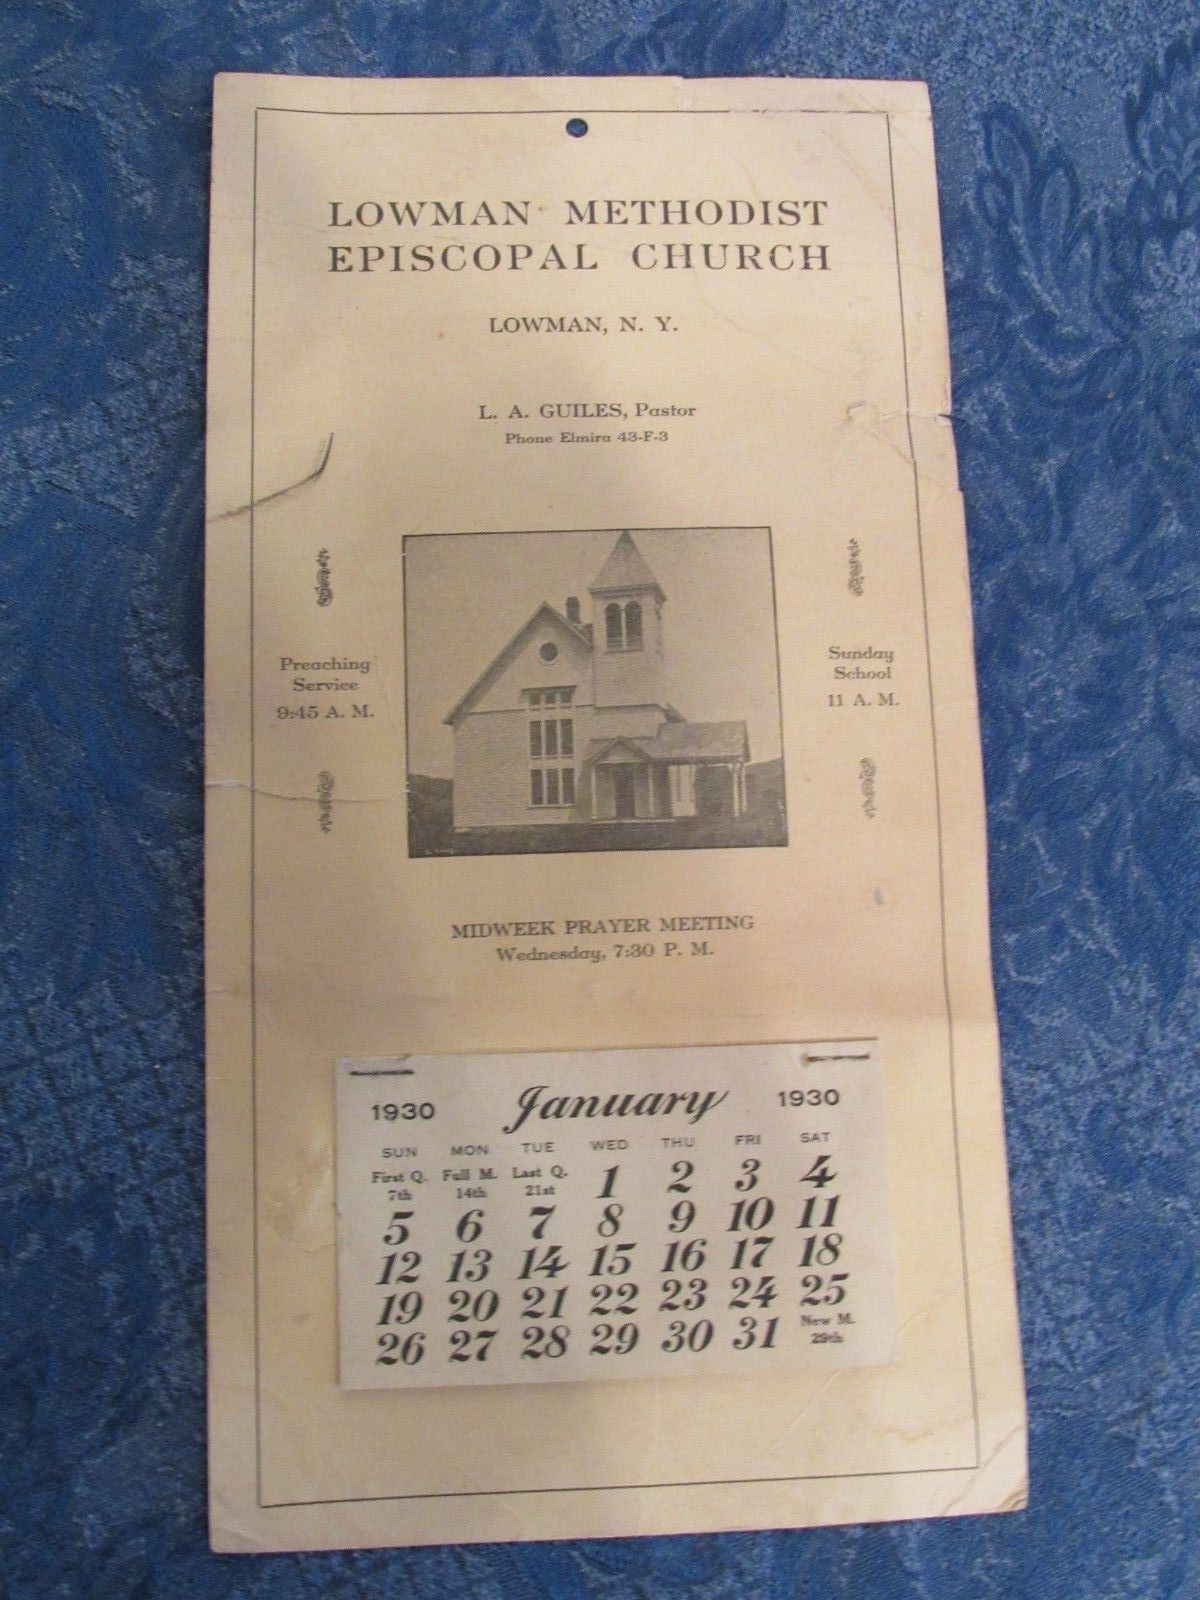 LOWMAN METHODIST
EPISCOPAL CHURCH
LOWMAN, N. Y.
L. A. GUILES, Pastor
Phone Elmira 43-F-3
Preaching
Service
9:45 A. M.
Sunday
School
11 A. M.
MIDWEEK PRAYER MEETING
Wednesday, 7:30 P. M.
1930 January 1930
SUN MON TUE WED THU FRI SAT
First Q. 7th Full M. 14th Last Q. 21st 1 2 3 4
5 6 7 8 9 10 11
12 13 14 15 16 17 18
19 20 21 22 23 24 25
26 27 28 29 30 31 New M. 29th